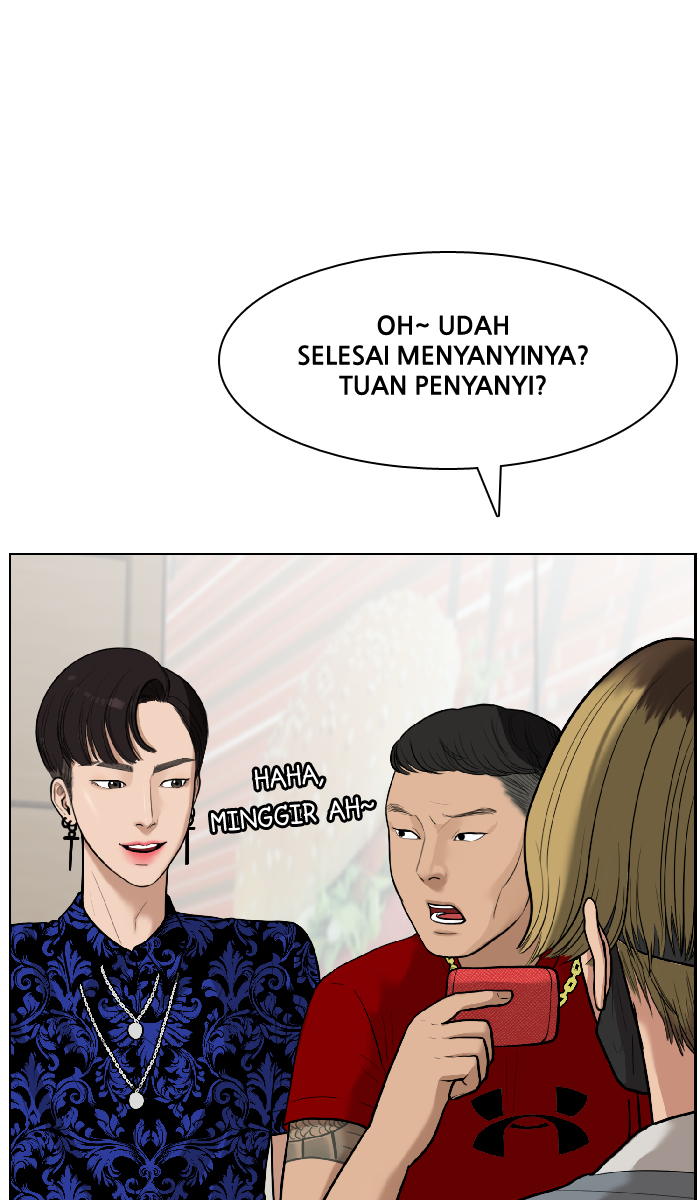 OH~ UDAH
SELESAI MENYANYINYA?
TUAN PENYANYI?
HAHA,
MINGGIR AH~